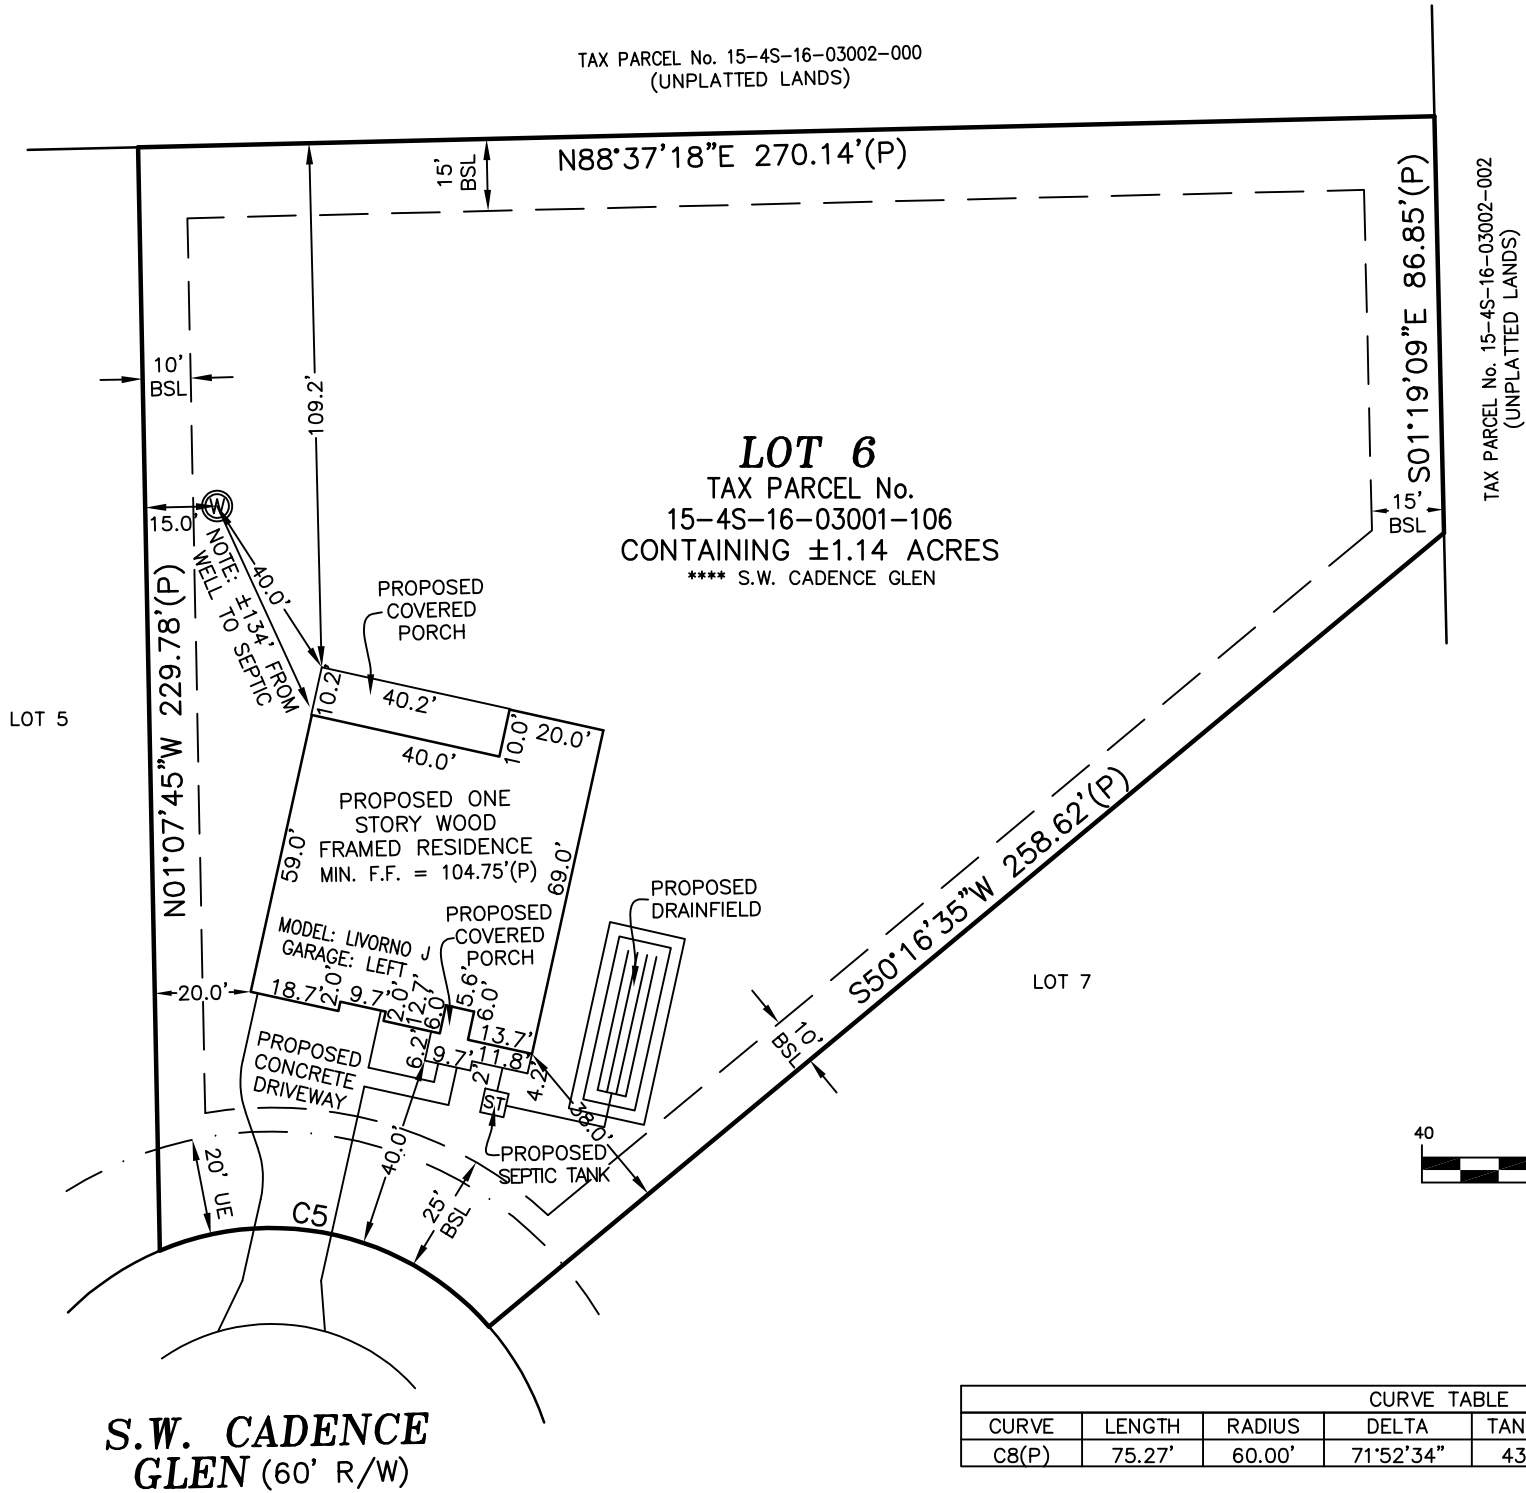 TAX PARCEL No. 15-4S-16-03002-000
(UNPLATTED LANDS)
N88°37'18"E 270.14'(P)
15'
BSL
S01°19'09"E 86.85'(P)
TAX PARCEL No. 15-4S-16-03002-002
(UNPLATTED LANDS)
10'
BSL
109.2'
LOT 6
TAX PARCEL No.
15-4S-16-03001-106
CONTAINING ±1.14 ACRES
**** S.W. CADENCE GLEN
15'
BSL
W
15.0'
NOTE: ±134' FROM
WELL TO SEPTIC
40.0'
PROPOSED
COVERED
PORCH
N01°07'45"W 229.78'(P)
LOT 5
10.2'
40.2'
40.0'
10.0'
20.0'
PROPOSED ONE
STORY WOOD
FRAMED RESIDENCE
MIN. F.F. = 104.75'(P)
59.0'
69.0'
S50°16'35"W 258.62'(P)
PROPOSED
DRAINFIELD
PROPOSED
COVERED
PORCH
MODEL: LIVORNO J
GARAGE: LEFT
LOT 7
20.0'
18.7'
2.0'
9.7'
2.0'
12.7'
6.0'
5.6'
6.0'
13.7'
6.2'
9.7'
11.8'
2'
4.2'
10'
BSL
PROPOSED
CONCRETE
DRIVEWAY
ST
38.0'
PROPOSED
SEPTIC TANK
40.0'
20' UE
25'
BSL
C5
40
S.W. CADENCE
GLEN (60' R/W)
CURVE TABLE
CURVE LENGTH RADIUS DELTA TAN
C8(P) 75.27' 60.00' 71°52'34" 43